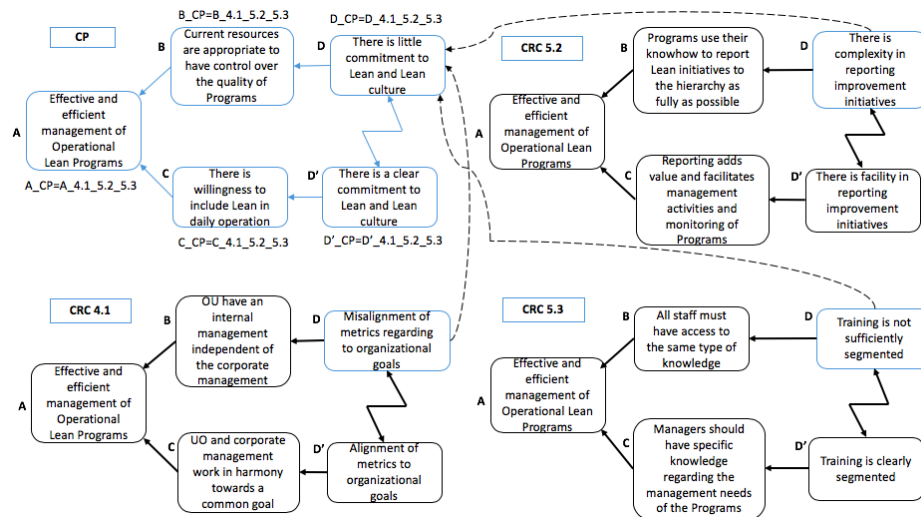 CP
B_CP=B_4.1_5.2_5.3
B
Current resources
are appropriate to
have control over
the quality of
Programs
D_CP=D_4.1_5.2_5.3
D
There is little
commitment to
Lean and Lean
culture
A
Effective and
efficient
management of
Operational
Lean Programs
A_CP=A_4.1_5.2_5.3
C
There is
willingness to
include Lean in
daily operation
C_CP=C_4.1_5.2_5.3
D'
There is a clear
commitment to
Lean and Lean
culture
D'_CP=D'_4.1_5.2_5.3
CRC 5.2
B
Programs use their
knowhow to report
Lean initiatives to
the hierarchy as
fully as possible
D
There is
complexity in
reporting
improvement
initiatives
A
Effective and
efficient
management of
Operational
Lean Programs
C
Reporting adds
value and facilitates
management
activities and
monitoring of
Programs
D'
There is facility in
reporting
improvement
initiatives
CRC 4.1
B
OU have an
internal
management
independent of
the corporate
management
D
Misalignment of
metrics regarding
to organizational
goals
A
Effective and
efficient
management of
Operational
Lean Programs
C
UO and corporate
management
work in harmony
towards a
common goal
D'
Alignment of
metrics to
organizational
goals
CRC 5.3
B
All staff must
have access to
the same type of
knowledge
D
Training is not
sufficiently
segmented
A
Effective and
efficient
management of
Operational
Lean Programs
C
Managers should
have specific
knowledge
regarding the
management needs
of the Programs
D'
Training is clearly
segmented